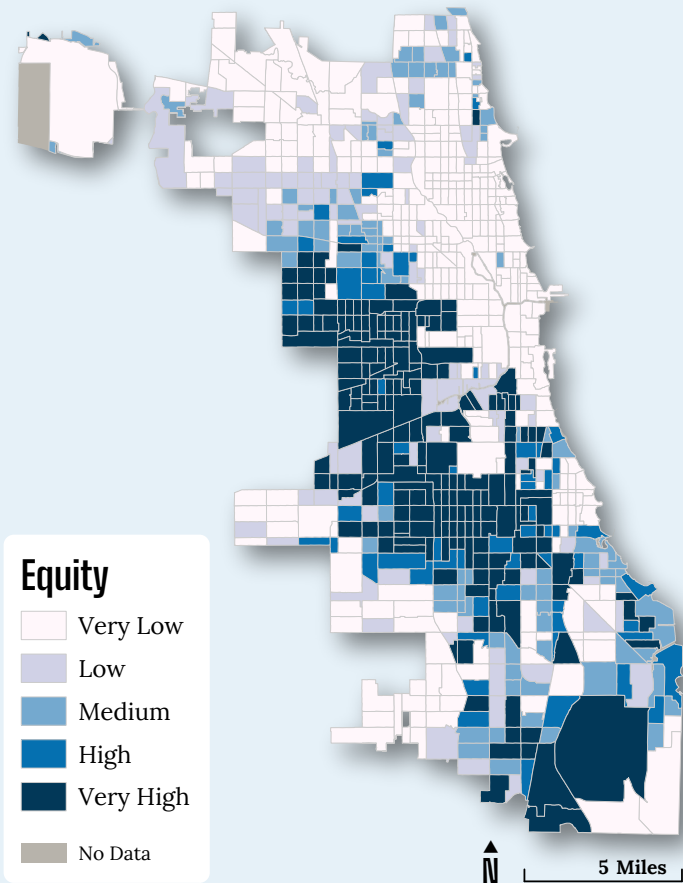 Equity
Very Low
Low
Medium
High
Very High
No Data
N
5 Miles